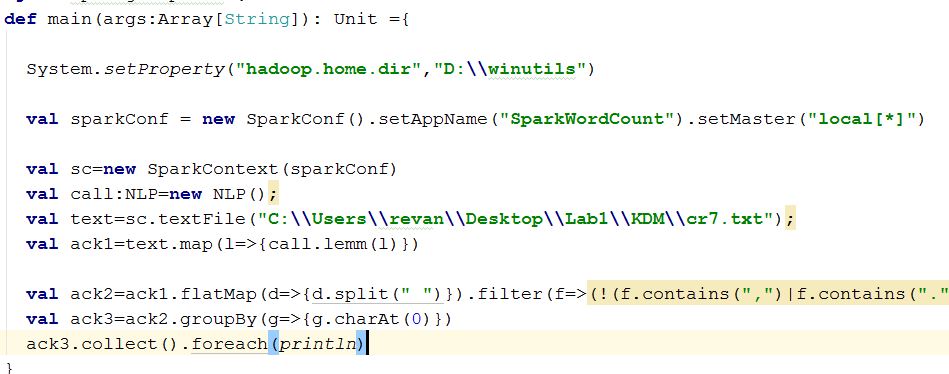 def main(args:Array[String]): Unit ={
System.setProperty("hadoop.home.dir","D:\\winutils")
val sparkConf = new SparkConf().setAppName("SparkWordCount").setMaster("local[*]")
val sc=new SparkContext(sparkConf)
val call:NLP=new NLP();
val text=sc.textFile("C:\\Users\\revan\\Desktop\\Lab1\\KDM\\cr7.txt");
val ack1=text.map(l=>{call.lemm(l)})
val ack2=ack1.flatMap(d=>{d.split(" ")}).filter(f=>(!(f.contains(",")|f.contains("."
val ack3=ack2.groupBy(g=>{g.charAt(0)})
ack3.collect().foreach(println)
}